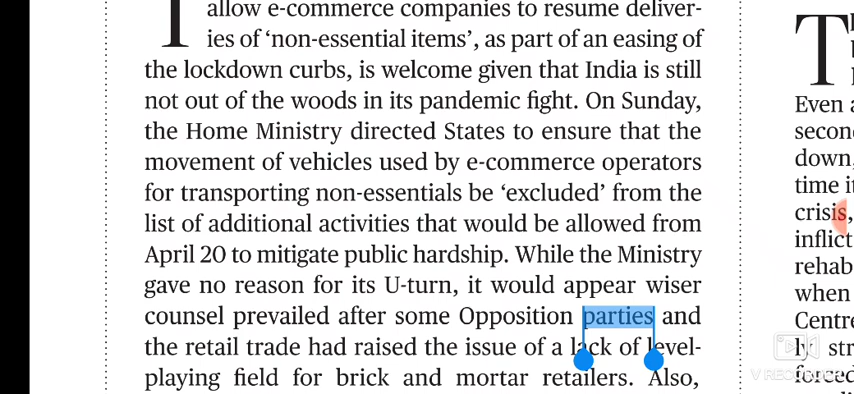 allow e-commerce companies to resume deliver-
T ies of ‘non-essential items’, as part of an easing of
the lockdown curbs, is welcome given that India is still
not out of the woods in its pandemic fight. On Sunday,
the Home Ministry directed States to ensure that the
movement of vehicles used by e-commerce operators
for transporting non-essentials be ‘excluded’ from the
list of additional activities that would be allowed from
April 20 to mitigate public hardship. While the Ministry
gave no reason for its U-turn, it would appear wiser
counsel prevailed after some Opposition parties and
the retail trade had raised the issue of a lack of level-
playing field for brick and mortar retailers. Also,
T
Even
secon
down,
time
crisis,
inflict
rehab
when
Centre
ly str
forced
V RECORDER